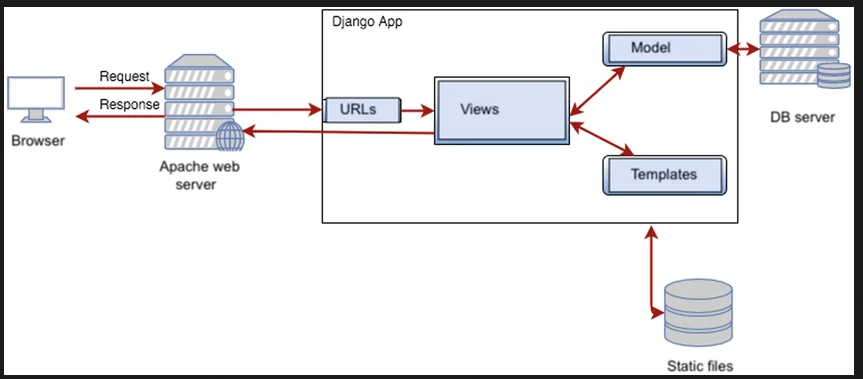 Django App
Request
Response
Browser
Apache web
server
URLs
Views
Model
Templates
DB server
Static files